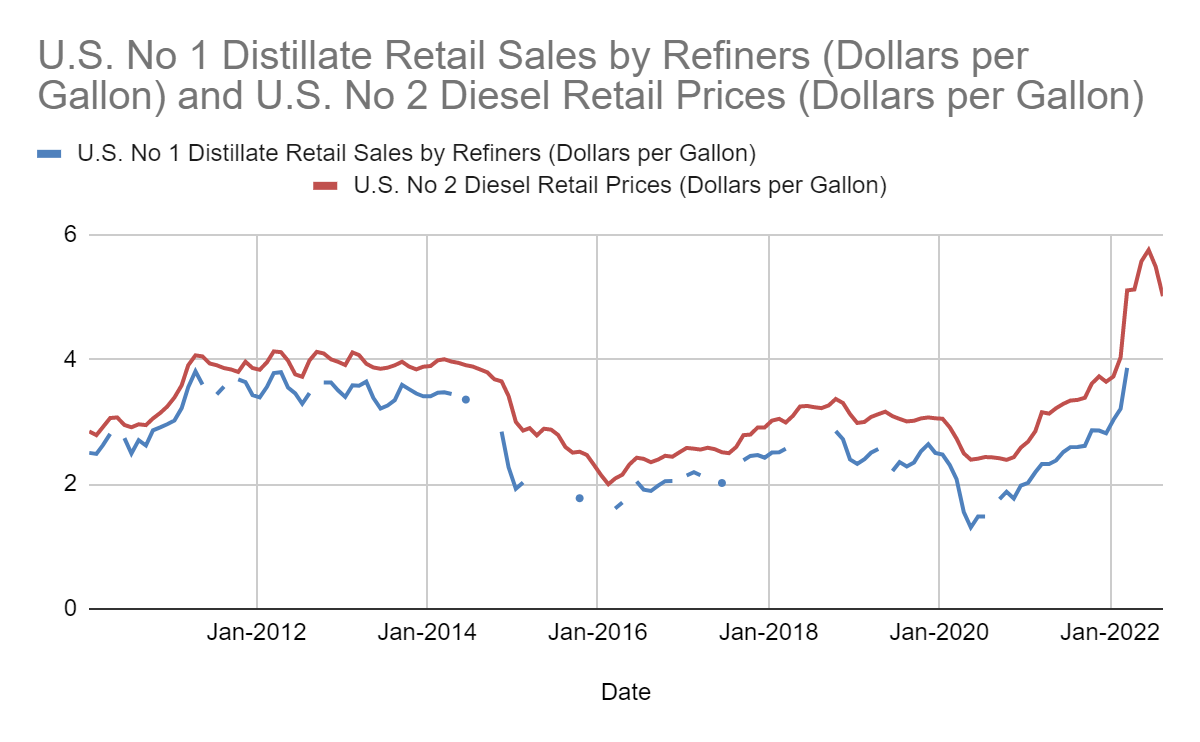 U.S. No 1 Distillate Retail Sales by Refiners (Dollars per
Gallon) and U.S. No 2 Diesel Retail Prices (Dollars per Gallon)
U.S. No 1 Distillate Retail Sales by Refiners (Dollars per Gallon)
U.S. No 2 Diesel Retail Prices (Dollars per Gallon)
6
4
2
0
Jan-2012 Jan-2014 Jan-2016 Jan-2018 Jan-2020 Jan-2022
Date